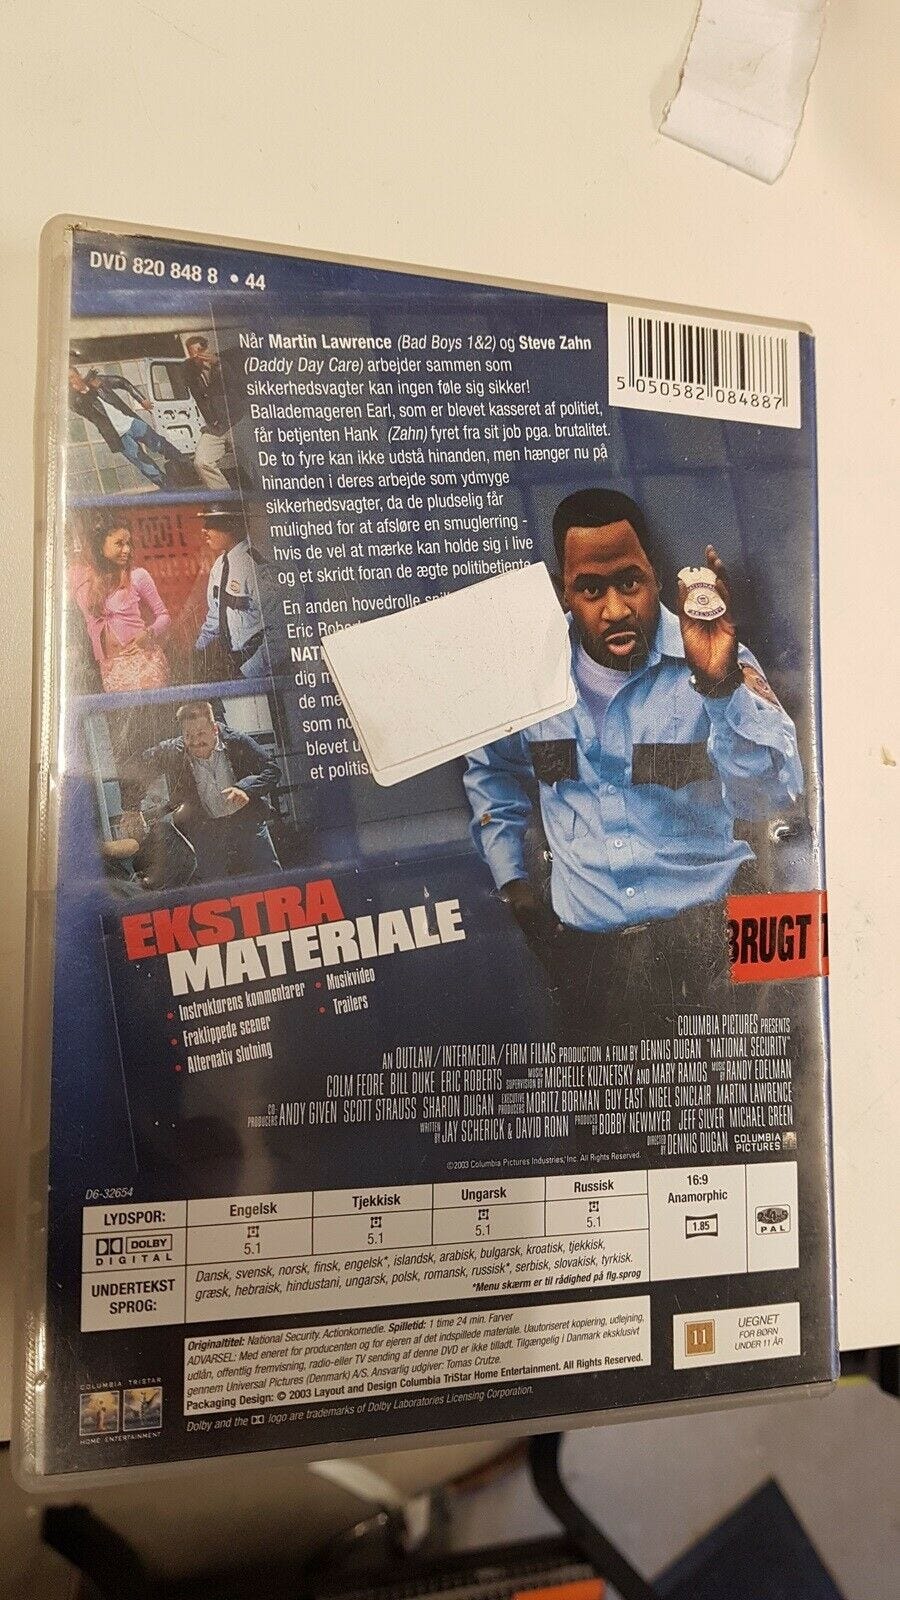 DVD 820 848 8 • 44
Når Martin Lawrence (Bad Boys 1&2) og Steve Zahn
(Daddy Day Care) arbejder sammen som
sikkerhedsvagter kan ingen føle sig sikker!
Ballademageren Earl, som er blevet kasseret af politiet,
får betjenten Hank (Zahn) fyret fra sit job pga. brutalitet.
De to fyre kan ikke udstå hinanden, men hænger nu på
hinanden i deres arbejde som ydmyge
sikkerhedsvagter, da de pludselig får
mulighed for at afsløre en smuglerring -
hvis de vel at mærke kan holde sig i live
og et skridt foran de ægte politibetjente
En anden hovedrolle
Eric
dig
de
som
blevet
et
5 050582 084887
NATIONAL SECURITY
BRUGT
EKSTRA
MATERIALE
• Instruktørens kommentarer
• Fraklippede scener
• Alternativ slutning
• Musikvideo
• Trailers
COLUMBIA PICTURES PRESENTS
AN OUTLAW/INTERMEDIA/FIRM FILMS PRODUCTION A FILM BY DENNIS DUGAN "NATIONAL SECURITY"
COLM FEORE BILL DUKE ERIC ROBERTS MUSIC SUPERVISION BY MICHELLE KUZNETSKY AND MARY RAMOS MUSIC BY RANDY EDELMAN
CO-PRODUCERS ANDY GIVEN SCOTT STRAUSS SHARON DUGAN EXECUTIVE PRODUCERS MORITZ BORMAN GUY EAST NIGEL SINCLAIR MARTIN LAWRENCE
WRITTEN BY JAY SCHERICK & DAVID RONN PRODUCED BY BOBBY NEWMYER JEFF SILVER MICHAEL GREEN
DIRECTED BY DENNIS DUGAN COLUMBIA PICTURES
©2003 Columbia Pictures Industries, Inc. All Rights Reserved.
D6-32654
LYDSPOR: Engelsk Tjekkisk Ungarsk Russisk
DOLBY DIGITAL 5.1 5.1 5.1 5.1
16:9
Anamorphic
1.85
PAL
UNDERTEKST
SPROG:
Dansk, svensk, norsk, finsk, engelsk*, islandsk, arabisk, bulgarsk, kroatisk, tjekkisk,
græsk, hebraisk, hindustani, ungarsk, polsk, romansk, russisk*, serbisk, slovakisk, tyrkisk.
*Menu skærm er til rådighed på flg.sprog
Originaltitel: National Security. Actionkomedie. Spilletid: 1 time 24 min. Farver
ADVARSEL: Med eneret for producenten og for ejeren af det indspillede materiale. Uautoriseret kopiering, udlejning,
udlån, offentlig fremvisning, radio-eller TV sending af denne DVD er ikke tilladt. Tilgængelig i Danmark eksklusivt
gennem Universal Pictures (Denmark) A/S. Ansvarlig udgiver: Tomas Crutze.
Packaging Design: © 2003 Layout and Design Columbia TriStar Home Entertainment. All Rights Reserved.
Dolby and the DD logo are trademarks of Dolby Laboratories Licensing Corporation.
11
UEGNET
FOR BØRN
UNDER 11 ÅR
COLUMBIA TRISTAR
HOME ENTERTAINMENT